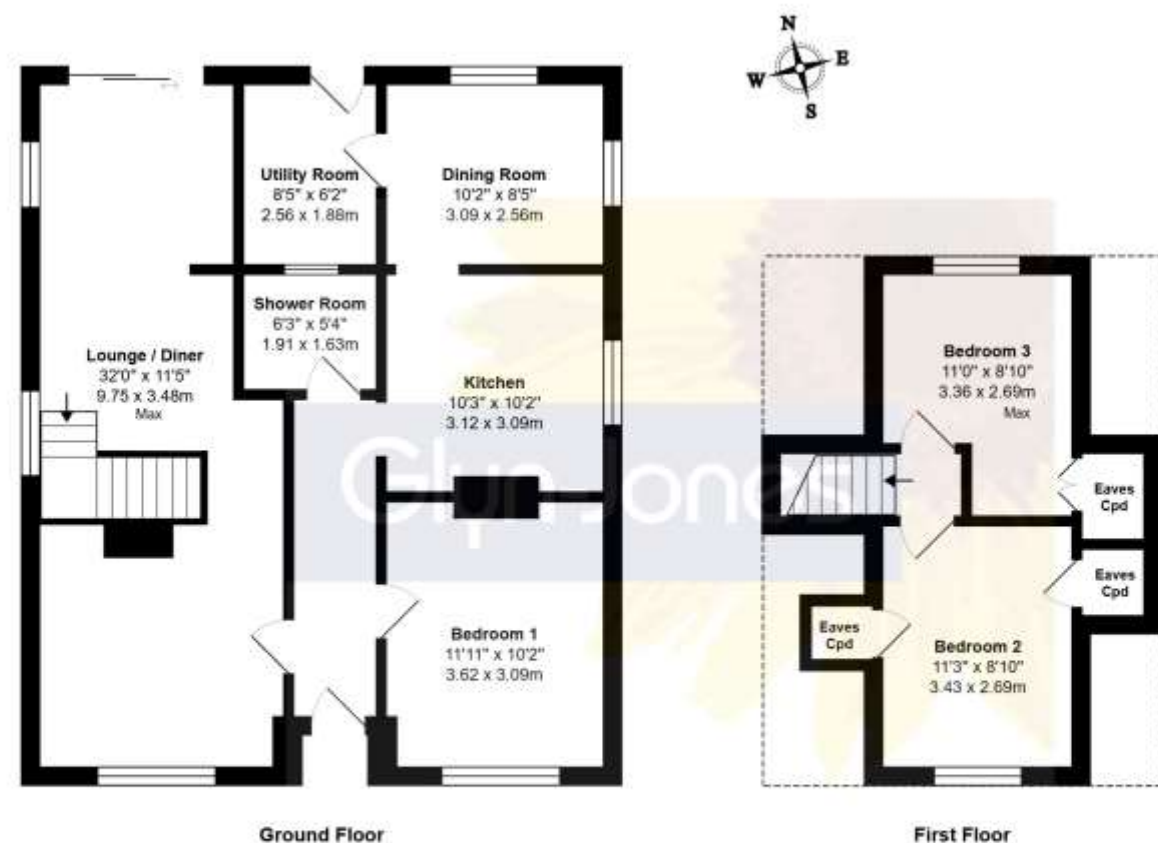 N
E
W
S
Utility Room
8'5" x 6'2"
2.56 x 1.88m
Dining Room
10'2" x 8'5"
3.09 x 2.56m
Shower Room
6'3" x 5'4"
1.91 x 1.63m
Lounge / Diner
32'0" x 11'5"
9.75 x 3.48m
Max
Kitchen
10'3" x 10'2"
3.12 x 3.09m
Bedroom 1
11'11" x 10'2"
3.62 x 3.09m
Glyn Jones
Ground Floor
Bedroom 3
11'0" x 8'10"
3.36 x 2.69m
Max
Eaves
Cpd
Eaves
Cpd
Eaves
Cpd
Bedroom 2
11'3" x 8'10"
3.43 x 2.69m
First Floor